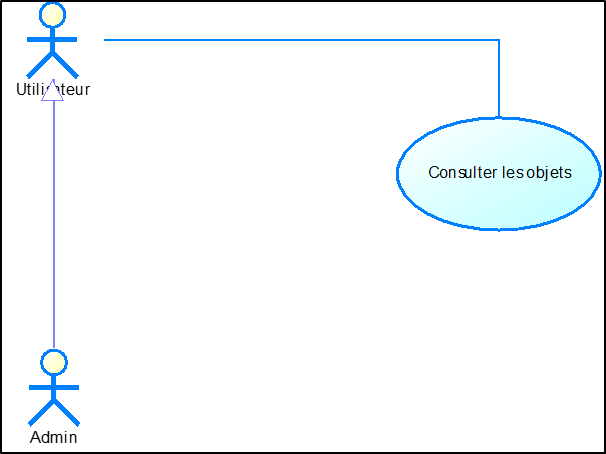 Utilisateur
Consulter les objets
Admin